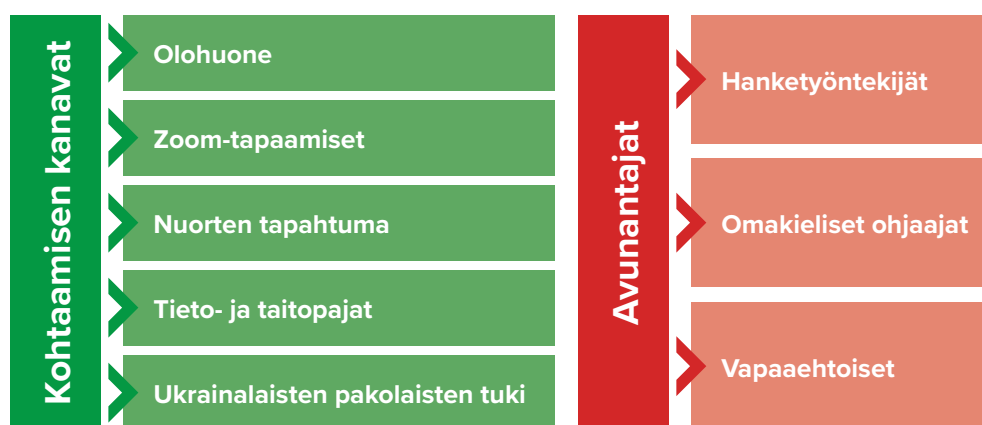 Kohtaamisen kanavat
Olohuone
Zoom-tapaamiset
Nuorten tapahtuma
Tieto- ja taitopajat
Ukrainalaisten pakolaisten tuki
Avunantajat
Hanketyöntekijät
Omakieliset ohjaajat
Vapaaehtoiset